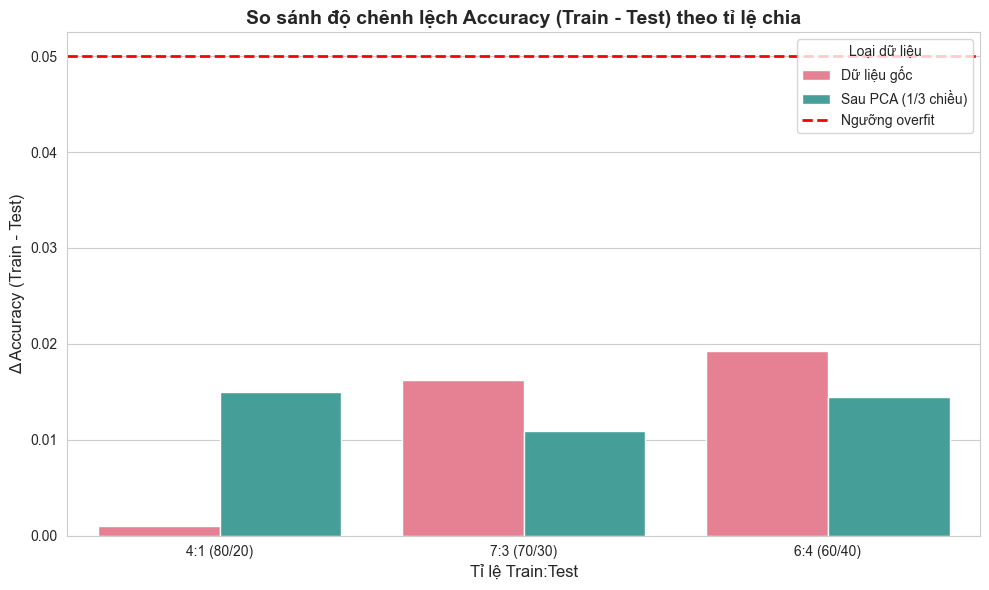 So sánh độ chênh lệch Accuracy (Train - Test) theo tỉ lệ chia
Loại dữ liệu
Dữ liệu gốc
Sau PCA (1/3 chiều)
Ngưỡng overfit
Δ Accuracy (Train - Test)
0.05
0.04
0.03
0.02
0.01
0.00
4:1 (80/20)
7:3 (70/30)
6:4 (60/40)
Tỉ lệ Train:Test